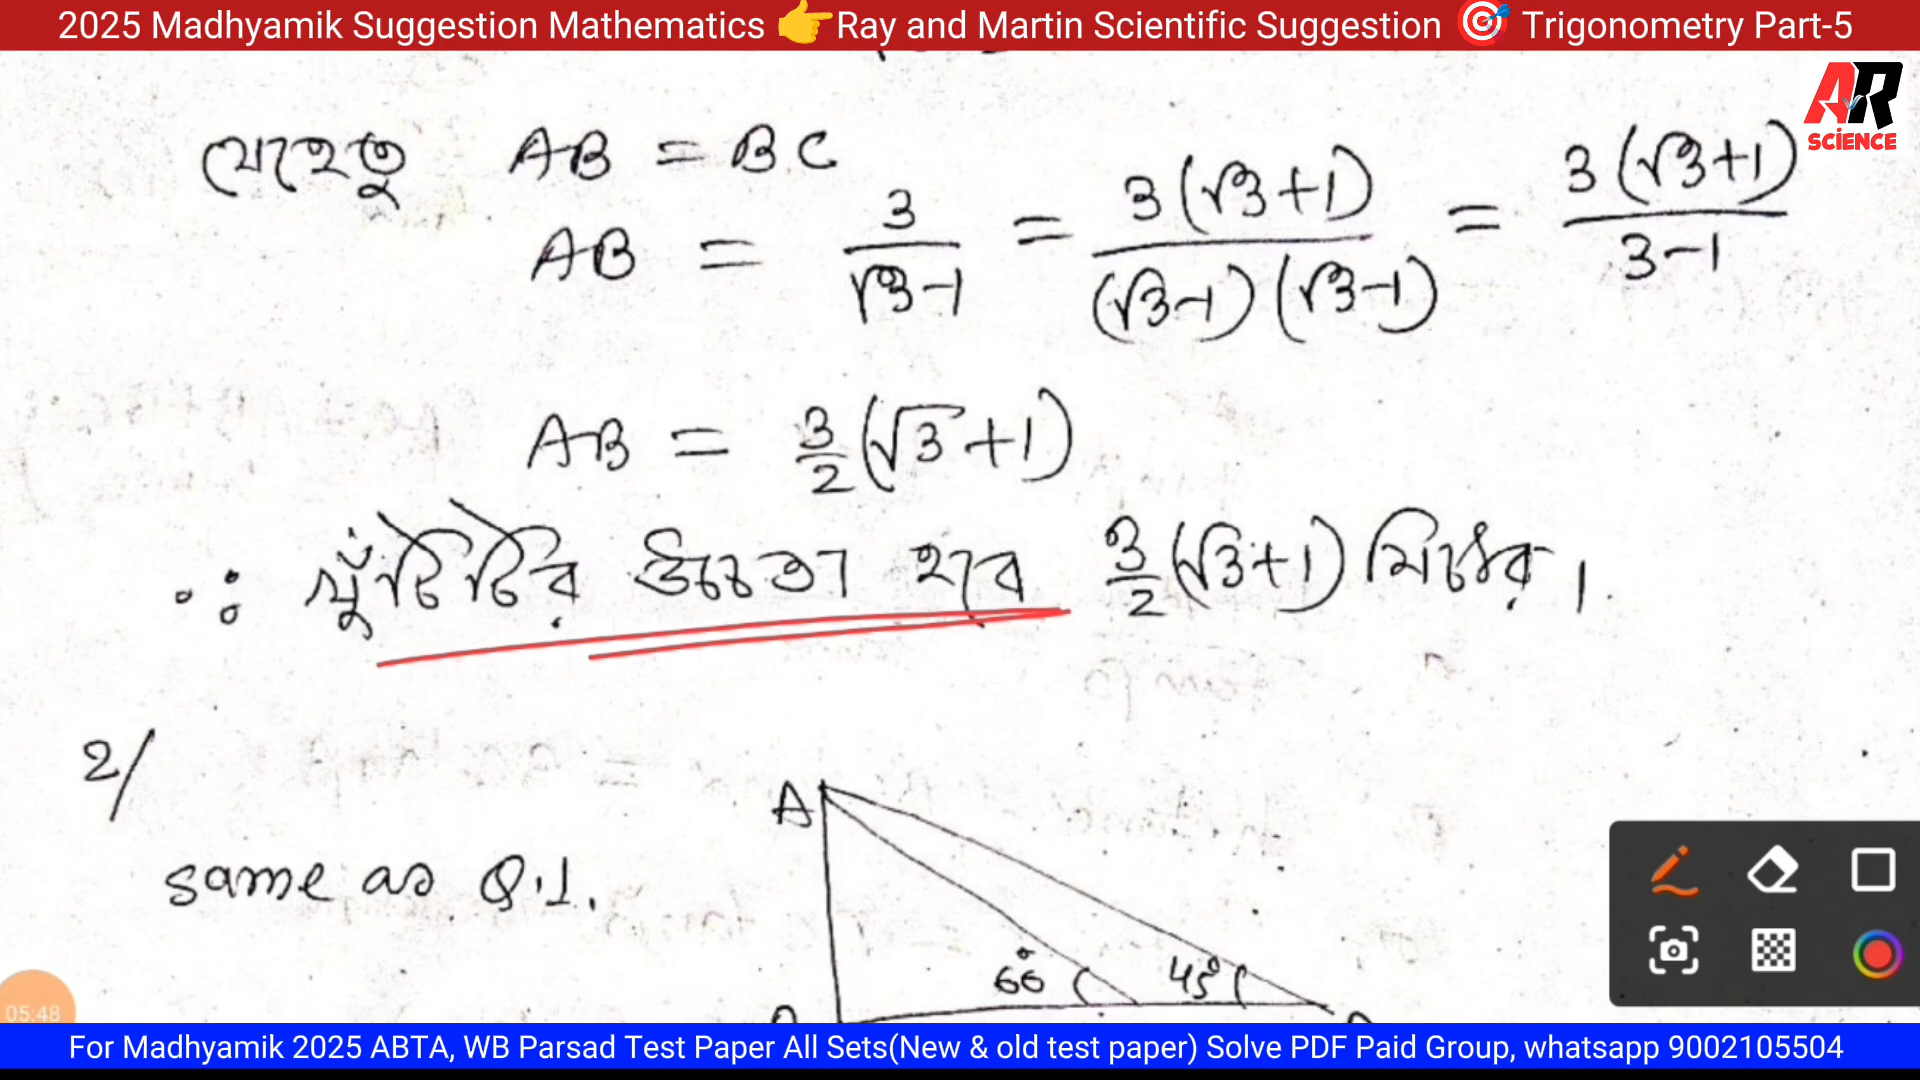 2025 Madhyamik Suggestion Mathematics 👉Ray and Martin Scientific Suggestion 🎯 Trigonometry Part-5
AR
SCIENCE
যেহেতু AB = BC
AB = 3/(√3-1) = 3(√3+1)/((√3-1)(√3-1)) = 3(√3+1)/(3-1)
AB = 3/2(√3+1)
∴ খুঁটিটির উচ্চতা হবে 3/2(√3+1) মিটার।
2/
same as Q.1.
A
60° 45°
05:48
For Madhyamik 2025 ABTA, WB Parsad Test Paper All Sets(New & old test paper) Solve PDF Paid Group, whatsapp 9002105504